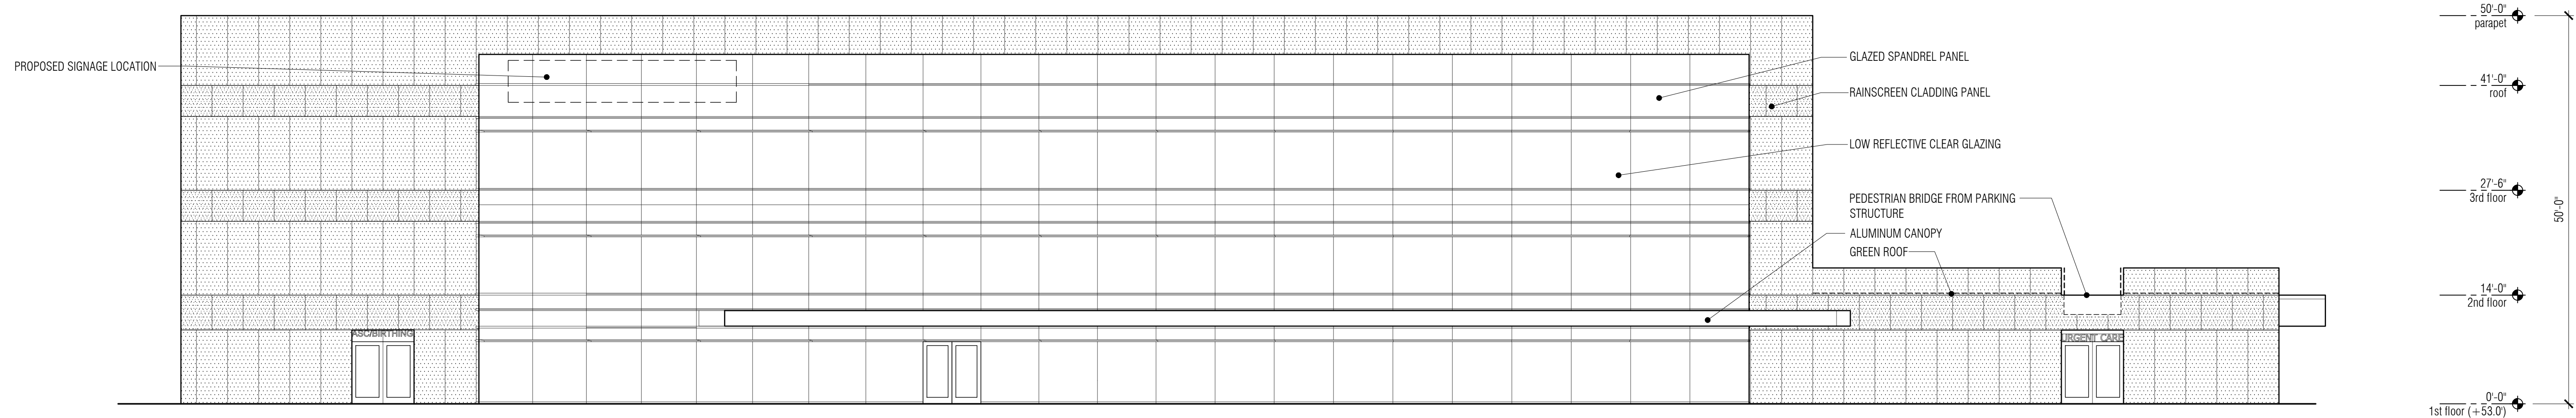 PROPOSED SIGNAGE LOCATION
GLAZED SPANDREL PANEL
RAINSCREEN CLADDING PANEL
LOW REFLECTIVE CLEAR GLAZING
PEDESTRIAN BRIDGE FROM PARKING
STRUCTURE
ALUMINUM CANOPY
GREEN ROOF
ASC/BIRTHING
URGENT CARE
50'-0"
parapet
41'-0"
roof
27'-6"
3rd floor
14'-0"
2nd floor
0'-0"
1st floor (+53.0')
50'-0"